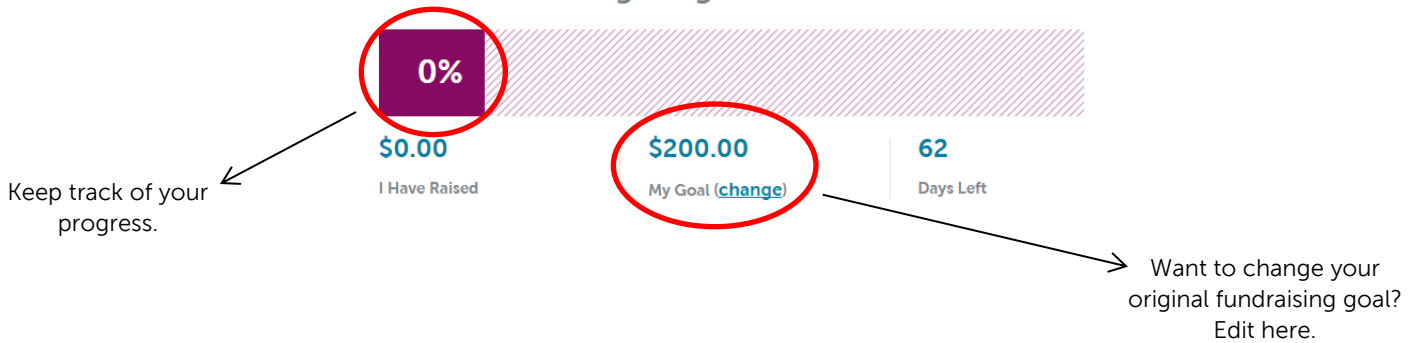 0%
$0.00
$200.00
62
I Have Raised
My Goal (change)
Days Left
Keep track of your
progress.
Want to change your
original fundraising goal?
Edit here.